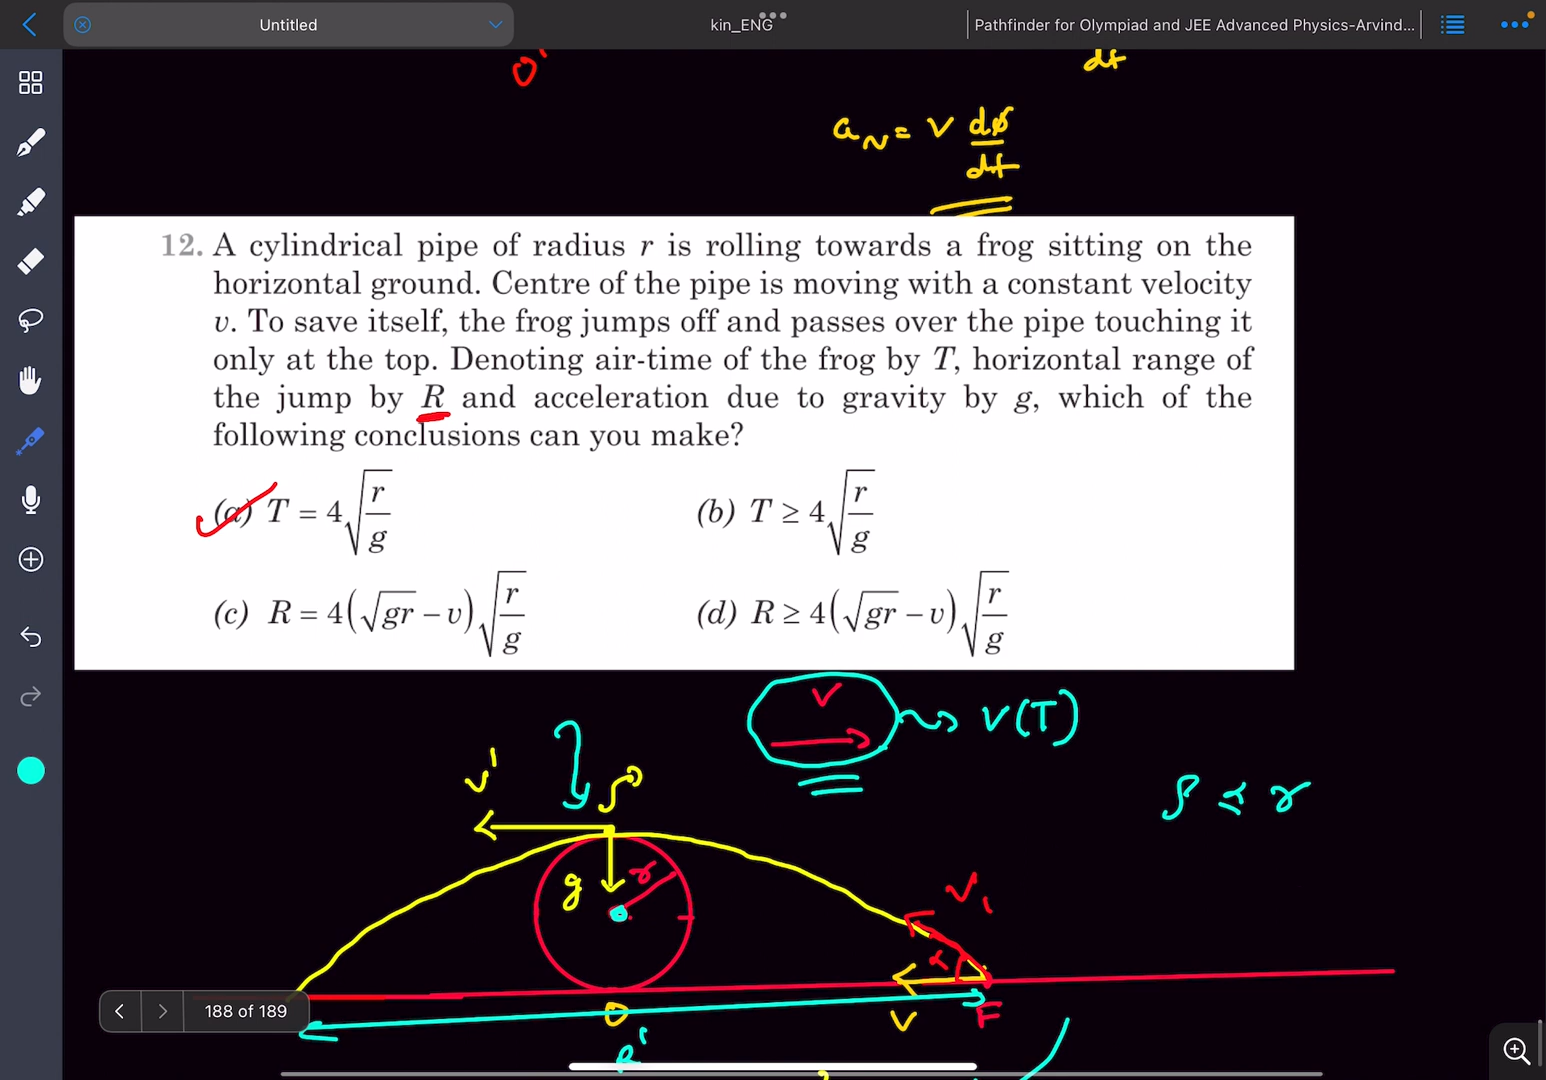 Untitled
kin_ENG
Pathfinder for Olympiad and JEE Advanced Physics-Arvind...
O'
dt
a_N = v dø/dt
12. A cylindrical pipe of radius r is rolling towards a frog sitting on the
horizontal ground. Centre of the pipe is moving with a constant velocity
v. To save itself, the frog jumps off and passes over the pipe touching it
only at the top. Denoting air-time of the frog by T, horizontal range of
the jump by R and acceleration due to gravity by g, which of the
following conclusions can you make?
(a) T = 4√(r/g)
(b) T ≥ 4√(r/g)
(c) R = 4(√gr − v)√(r/g)
(d) R ≥ 4(√gr − v)√(r/g)
v
v(T)
v'
g
r
v
F
O
R'
188 of 189